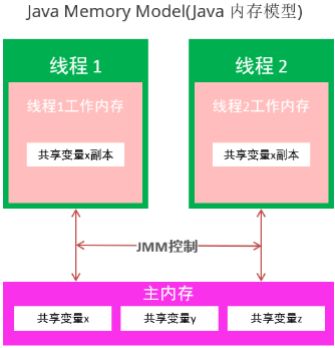 Java Memory Model(Java 内存模型)
线程 1
线程 2
线程1工作内存
线程2工作内存
共享变量x副本
共享变量x副本
JMM控制
主内存
共享变量x
共享变量y
共享变量z